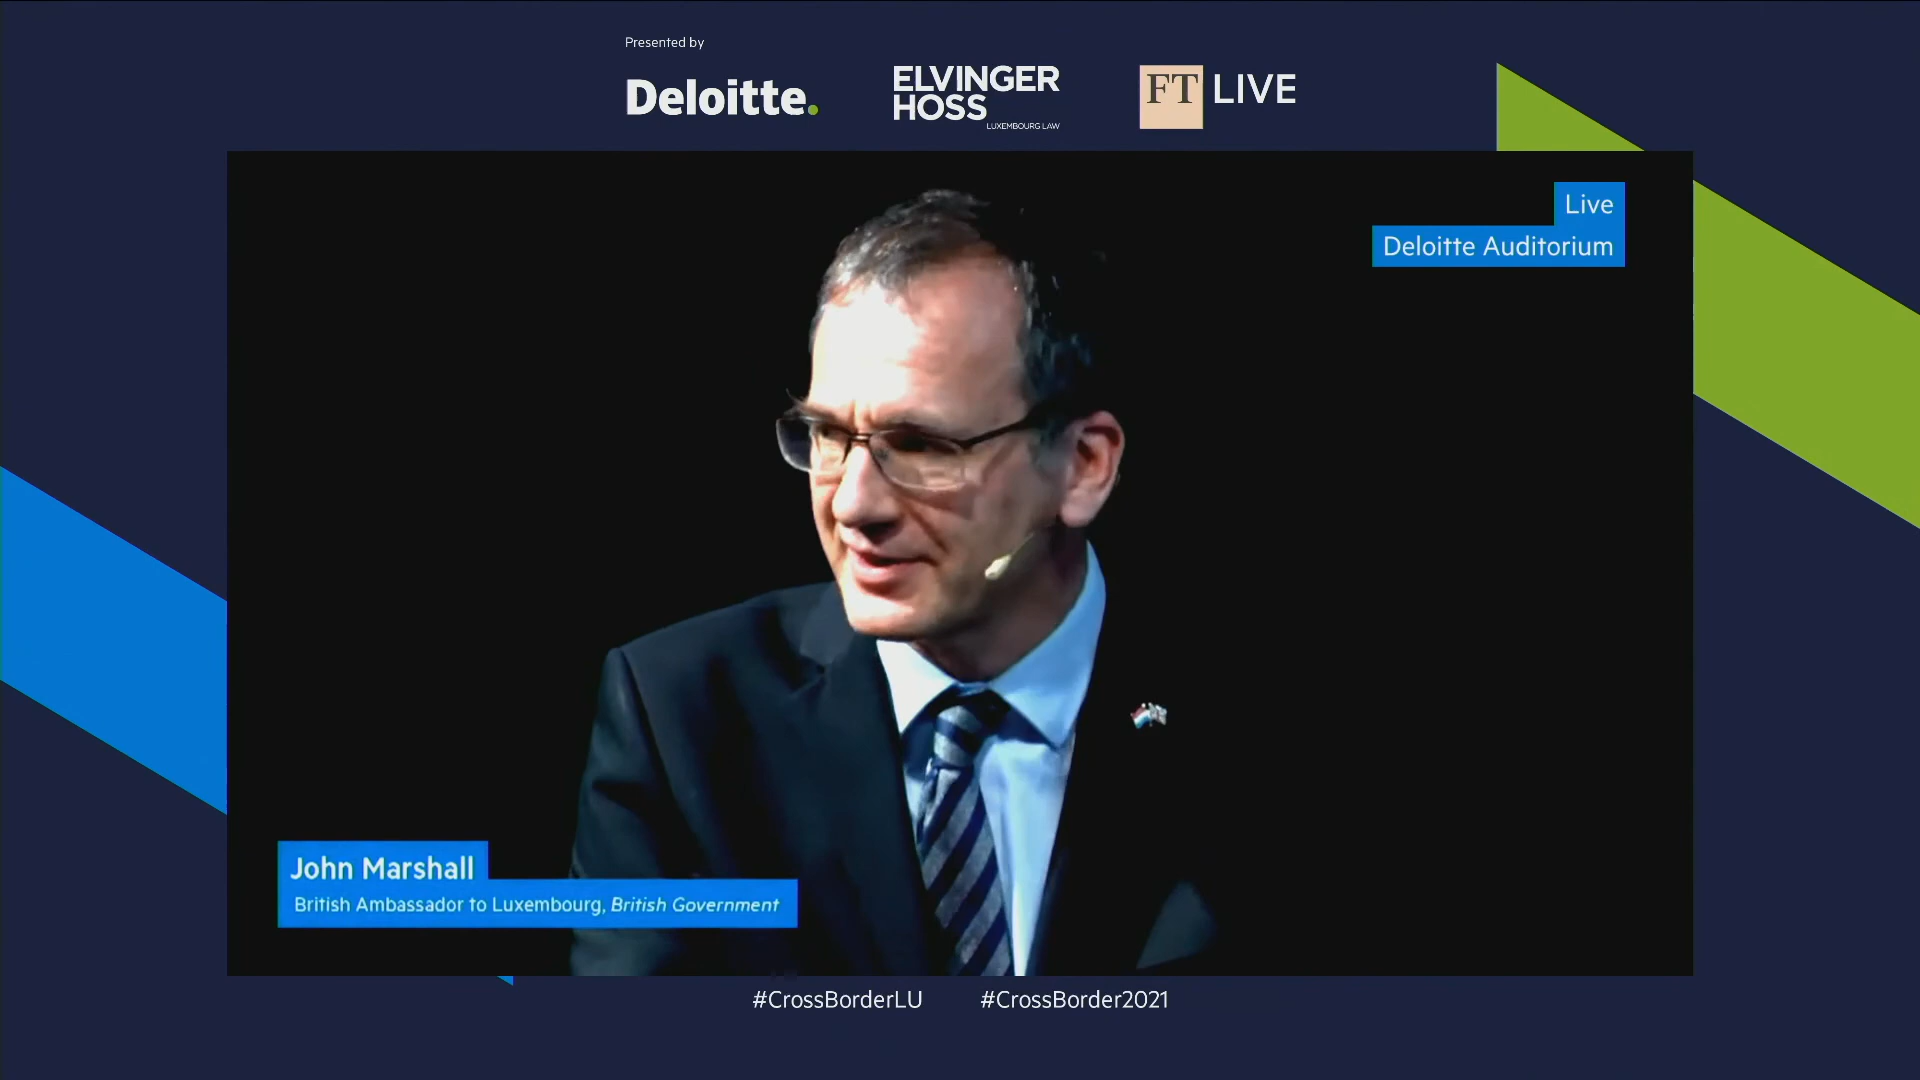 Presented by
Deloitte.
ELVINGER
HOSS
LUXEMBOURG LAW
FT LIVE
Live
Deloitte Auditorium
John Marshall
British Ambassador to Luxembourg, British Government
#CrossBorderLU #CrossBorder2021